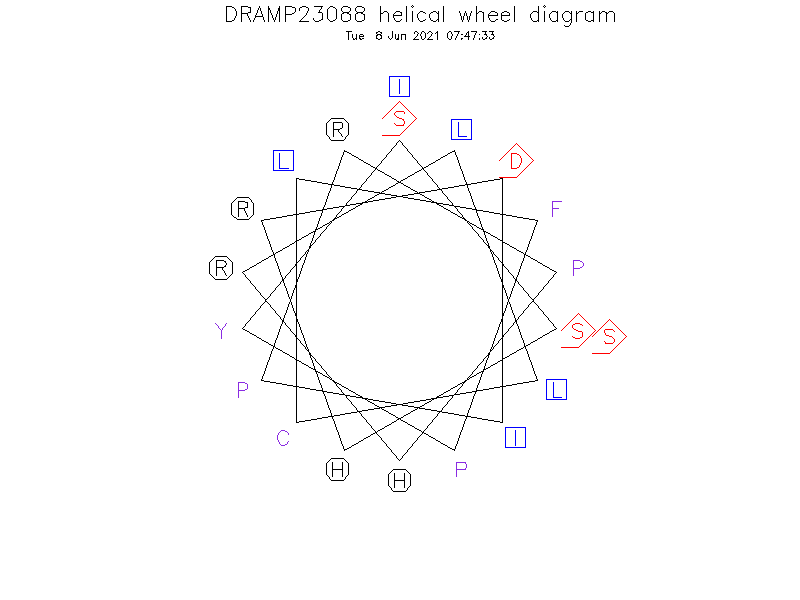 DRAMP23088 helical wheel diagram
Tue 8 Jun 2021 07:47:33
I
S
R L
L D
R F
R P
Y S S
P L
C I
H P
H